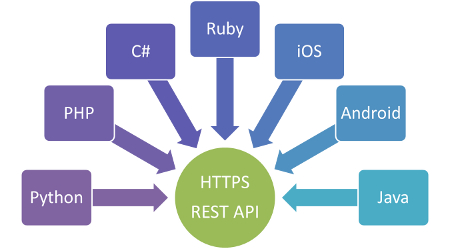 Ruby
C#
iOS
PHP
Android
Python
HTTPS
REST API
Java